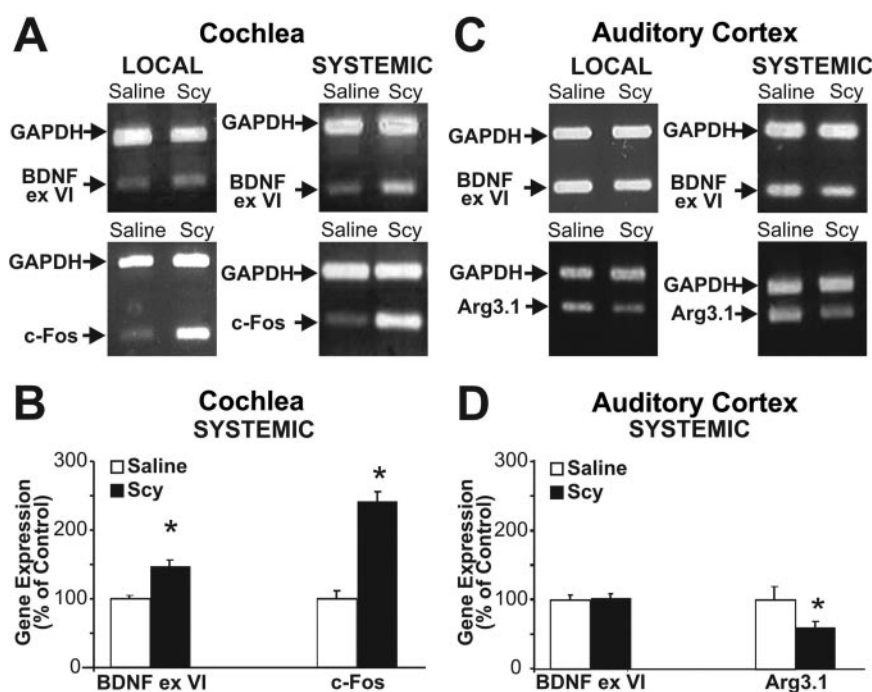 A Cochlea
LOCAL SYSTEMIC
Saline Scy Saline Scy
GAPDH
BDNF
ex VI
GAPDH
BDNF
ex VI
Saline Scy Saline Scy
GAPDH
c-Fos
GAPDH
c-Fos
C Auditory Cortex
LOCAL SYSTEMIC
Saline Scy Saline Scy
GAPDH
BDNF
ex VI
GAPDH
BDNF
ex VI
Saline Scy Saline Scy
GAPDH
Arg3.1
GAPDH
Arg3.1
B Cochlea
SYSTEMIC
Gene Expression
(% of Control)
300
200
100
0
Saline
Scy
*
*
BDNF ex VI c-Fos
D Auditory Cortex
SYSTEMIC
Gene Expression
(% of Control)
300
200
100
0
Saline
Scy
*
BDNF ex VI Arg3.1